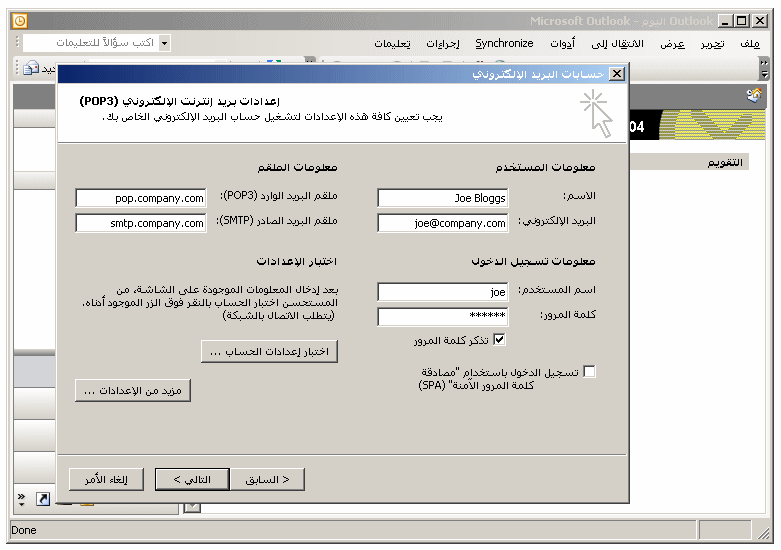 Outlook اليوم - Microsoft Outlook
ملف تحرير عرض الانتقال إلى أدوات Synchronize إجراءات تعليمات
اكتب سؤالاً للتعليمات
حسابات البريد الإلكتروني
إعدادات بريد إنترنت الإلكتروني (POP3)
يجب تعيين كافة هذه الإعدادات لتشغيل حساب البريد الإلكتروني الخاص بك.
04
التقويم
معلومات المستخدم
الاسم: Joe Bloggs
البريد الإلكتروني: joe@company.com
معلومات الملقم
ملقم البريد الوارد (POP3): pop.company.com
ملقم البريد الصادر (SMTP): smtp.company.com
معلومات تسجيل الدخول
اسم المستخدم: joe
كلمة المرور: ******
تذكر كلمة المرور
تسجيل الدخول باستخدام "مصادقة
كلمة المرور الآمنة" (SPA)
اختبار الإعدادات
بعد إدخال المعلومات الموجودة على الشاشة، من
المستحسن اختبار الحساب بالنقر فوق الزر الموجود أدناه.
(يتطلب الاتصال بالشبكة)
اختبار إعدادات الحساب ...
مزيد من الإعدادات ...
< السابق
التالي >
إلغاء الأمر
Done